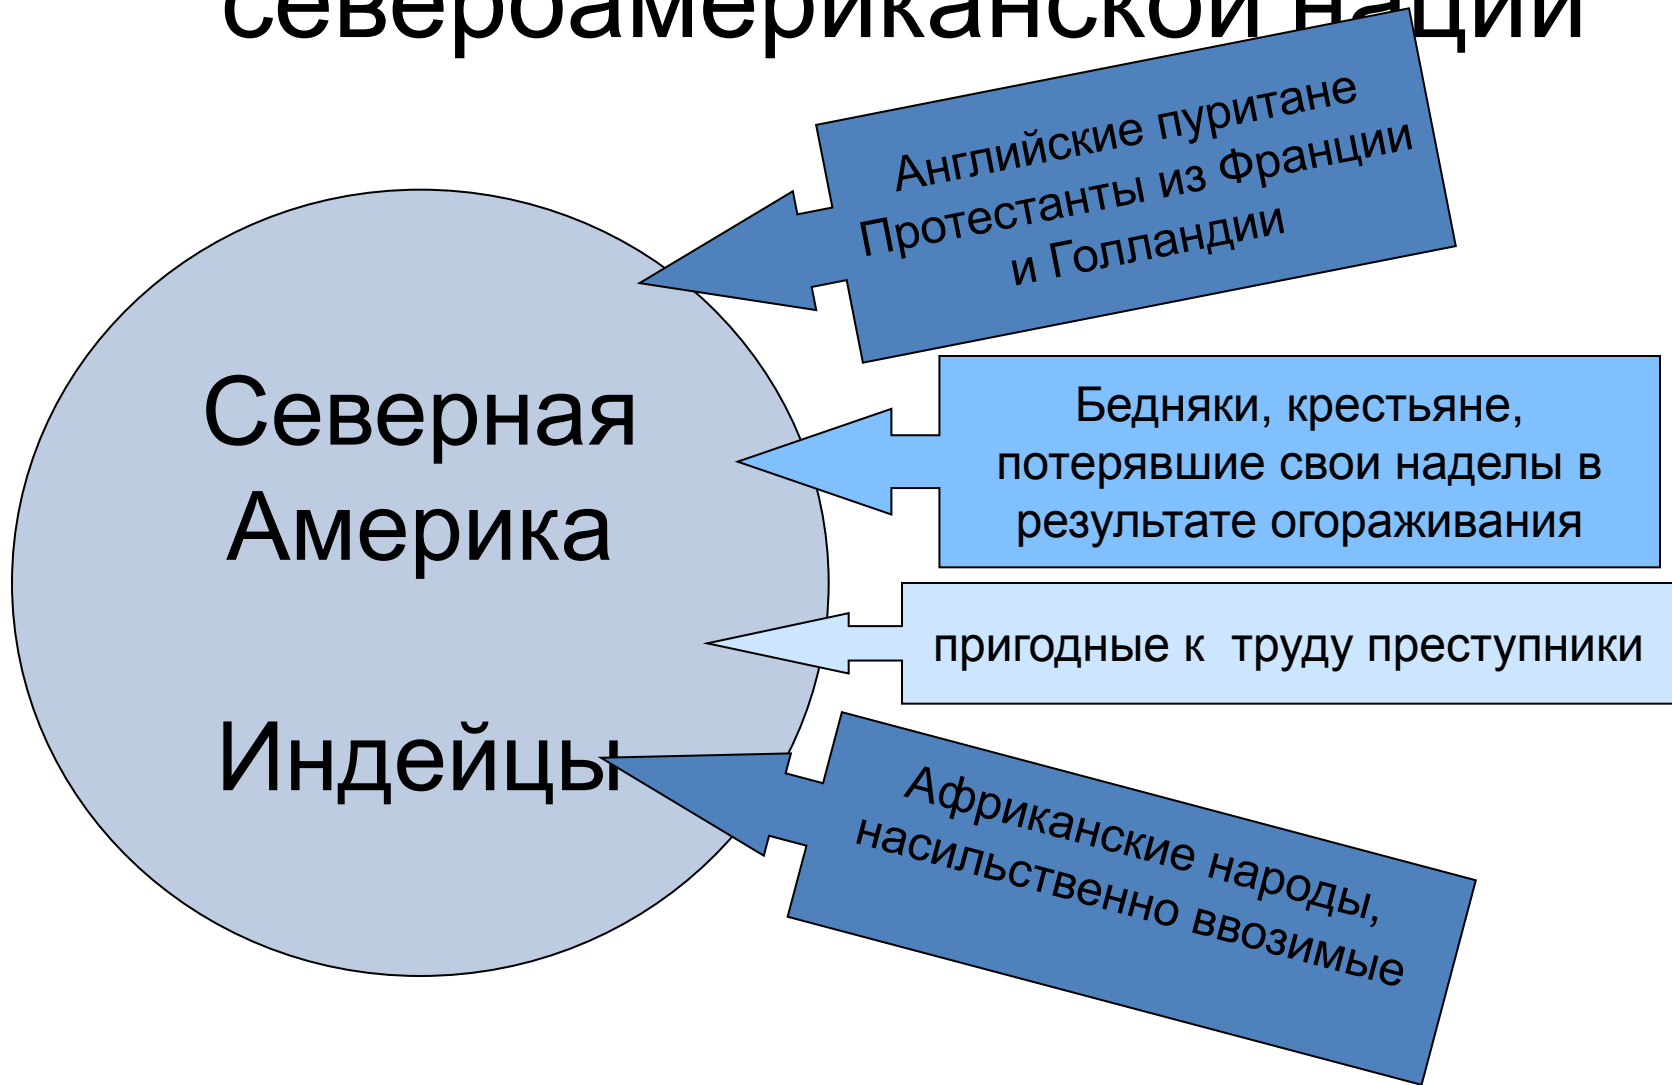 североамериканской нации
Английские пуритане
Протестанты из Франции
и Голландии
Северная
Америка
Индейцы
Бедняки, крестьяне,
потерявшие свои наделы в
результате огораживания
пригодные к  труду преступники
Африканские народы,
насильственно ввозимые